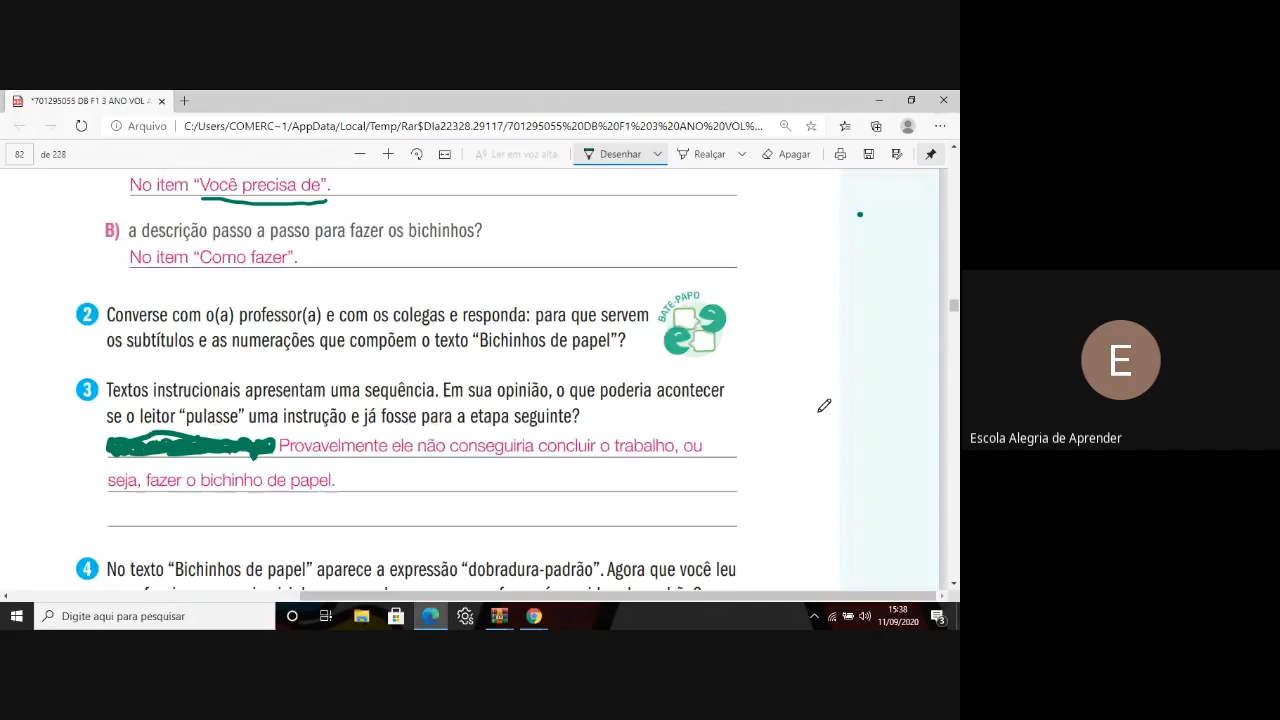 *701295055 DB F1 3 ANO VOL A
Arquivo
C:/Users/COMERC~1/AppData/Local/Temp/Rar$DIa22328.29117/701295055%20DB%20F1%203%20ANO%20VOL%...
82 de 228
Ler em voz alta
Desenhar
Realçar
Apagar
No item “Você precisa de”.
B) a descrição passo a passo para fazer os bichinhos?
No item “Como fazer”.
BATE-PAPO
2 Converse com o(a) professor(a) e com os colegas e responda: para que servem
os subtítulos e as numerações que compõem o texto “Bichinhos de papel”?
3 Textos instrucionais apresentam uma sequência. Em sua opinião, o que poderia acontecer
se o leitor “pulasse” uma instrução e já fosse para a etapa seguinte?
Provavelmente ele não conseguiria concluir o trabalho, ou
seja, fazer o bichinho de papel.
4 No texto “Bichinhos de papel” aparece a expressão “dobradura-padrão”. Agora que você leu
E
Escola Alegria de Aprender
Digite aqui para pesquisar
15:38
11/09/2020
3